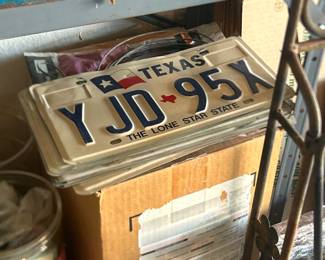 TEXAS
YJD 95X
THE LONE STAR STATE